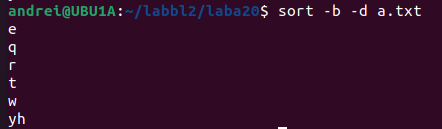 andrei@UBU1A:~/labbl2/laba20$ sort -b -d a.txt
e
q
r
t
w
yh